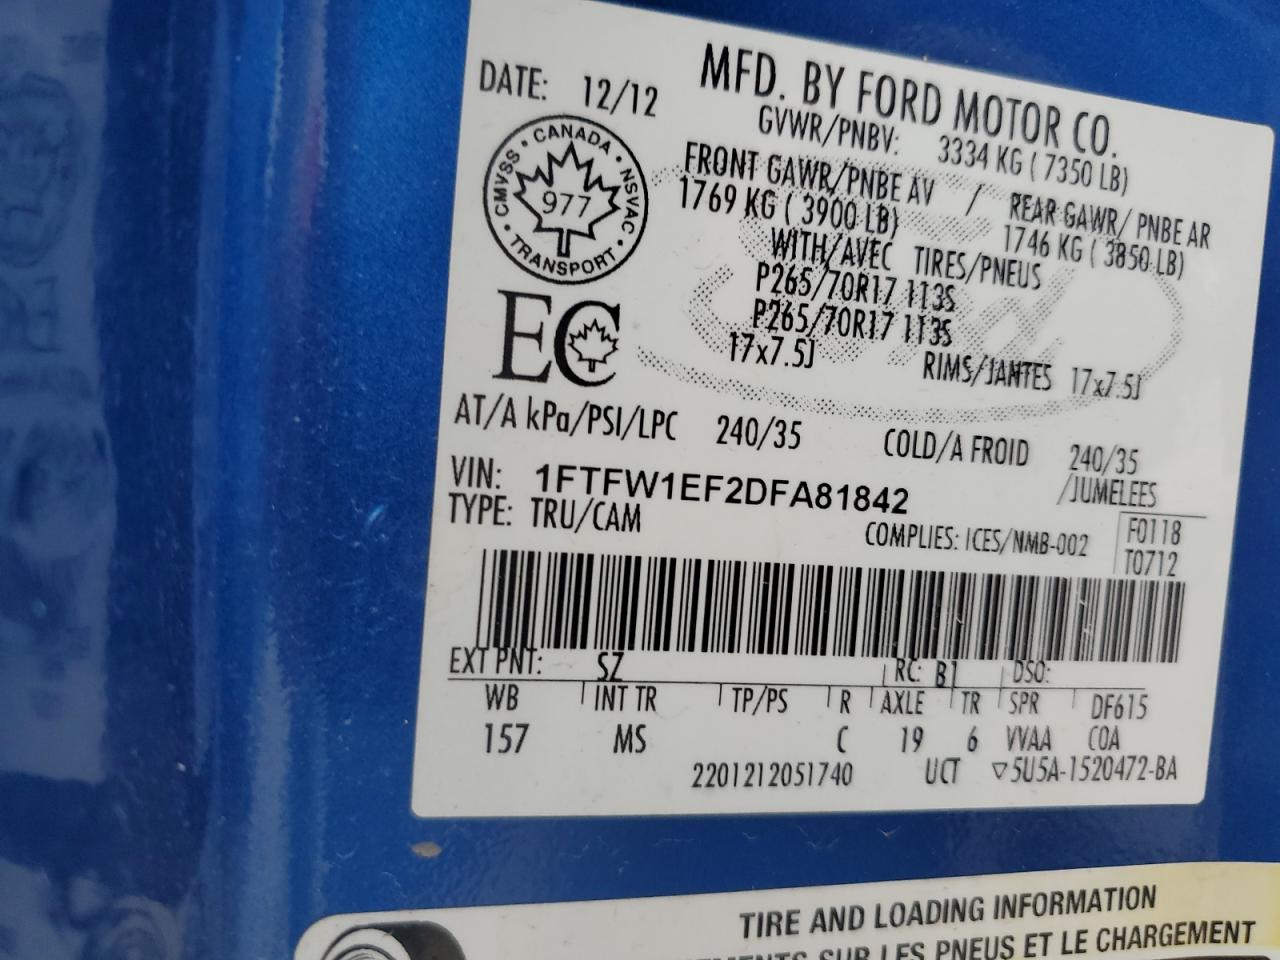 MFD. BY FORD MOTOR CO.
DATE: 12/12
GVWR/PNBV: 3334 KG ( 7350 LB)
CANADA • NSVAC • TRANSPORT • CMVSS •
977
FRONT GAWR/PNBE AV / REAR GAWR/ PNBE AR
1769 KG ( 3900 LB) 1746 KG ( 3850 LB)
WITH/AVEC TIRES/PNEUS
P265/70R17 113S
P265/70R17 113S
17x7.5J RIMS/JANTES 17x7.5J
EC
AT/A kPa/PSI/LPC 240/35 COLD/A FROID 240/35
/JUMELEES
VIN: 1FTFW1EF2DFA81842
TYPE: TRU/CAM COMPLIES: ICES/NMB-002 F0118
T0712
EXT PNT: SZ RC: B1 DSO:
WB INT TR TP/PS R AXLE TR SPR DF615
157 MS C 19 6 VVAA COA
2201212051740 UCT ▽5U5A-1520472-BA
TIRE AND LOADING INFORMATION
SUR LES PNEUS ET LE CHARGEMENT